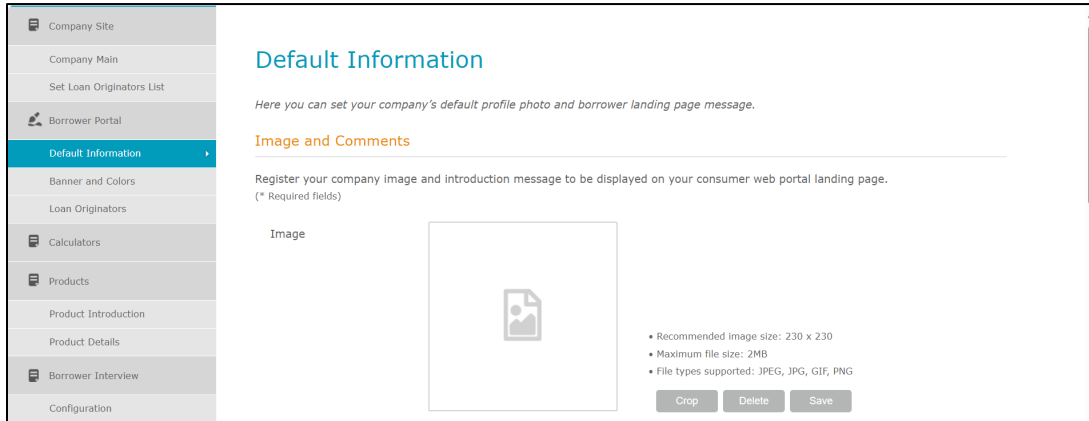 Company Site
Company Main
Set Loan Originators List
Borrower Portal
Default Information
Banner and Colors
Loan Originators
Calculators
Products
Product Introduction
Product Details
Borrower Interview
Configuration
Default Information
Here you can set your company's default profile photo and borrower landing page message.
Image and Comments
Register your company image and introduction message to be displayed on your consumer web portal landing page.
(* Required fields)
Image
• Recommended image size: 230 x 230
• Maximum file size: 2MB
• File types supported: JPEG, JPG, GIF, PNG
Crop Delete Save